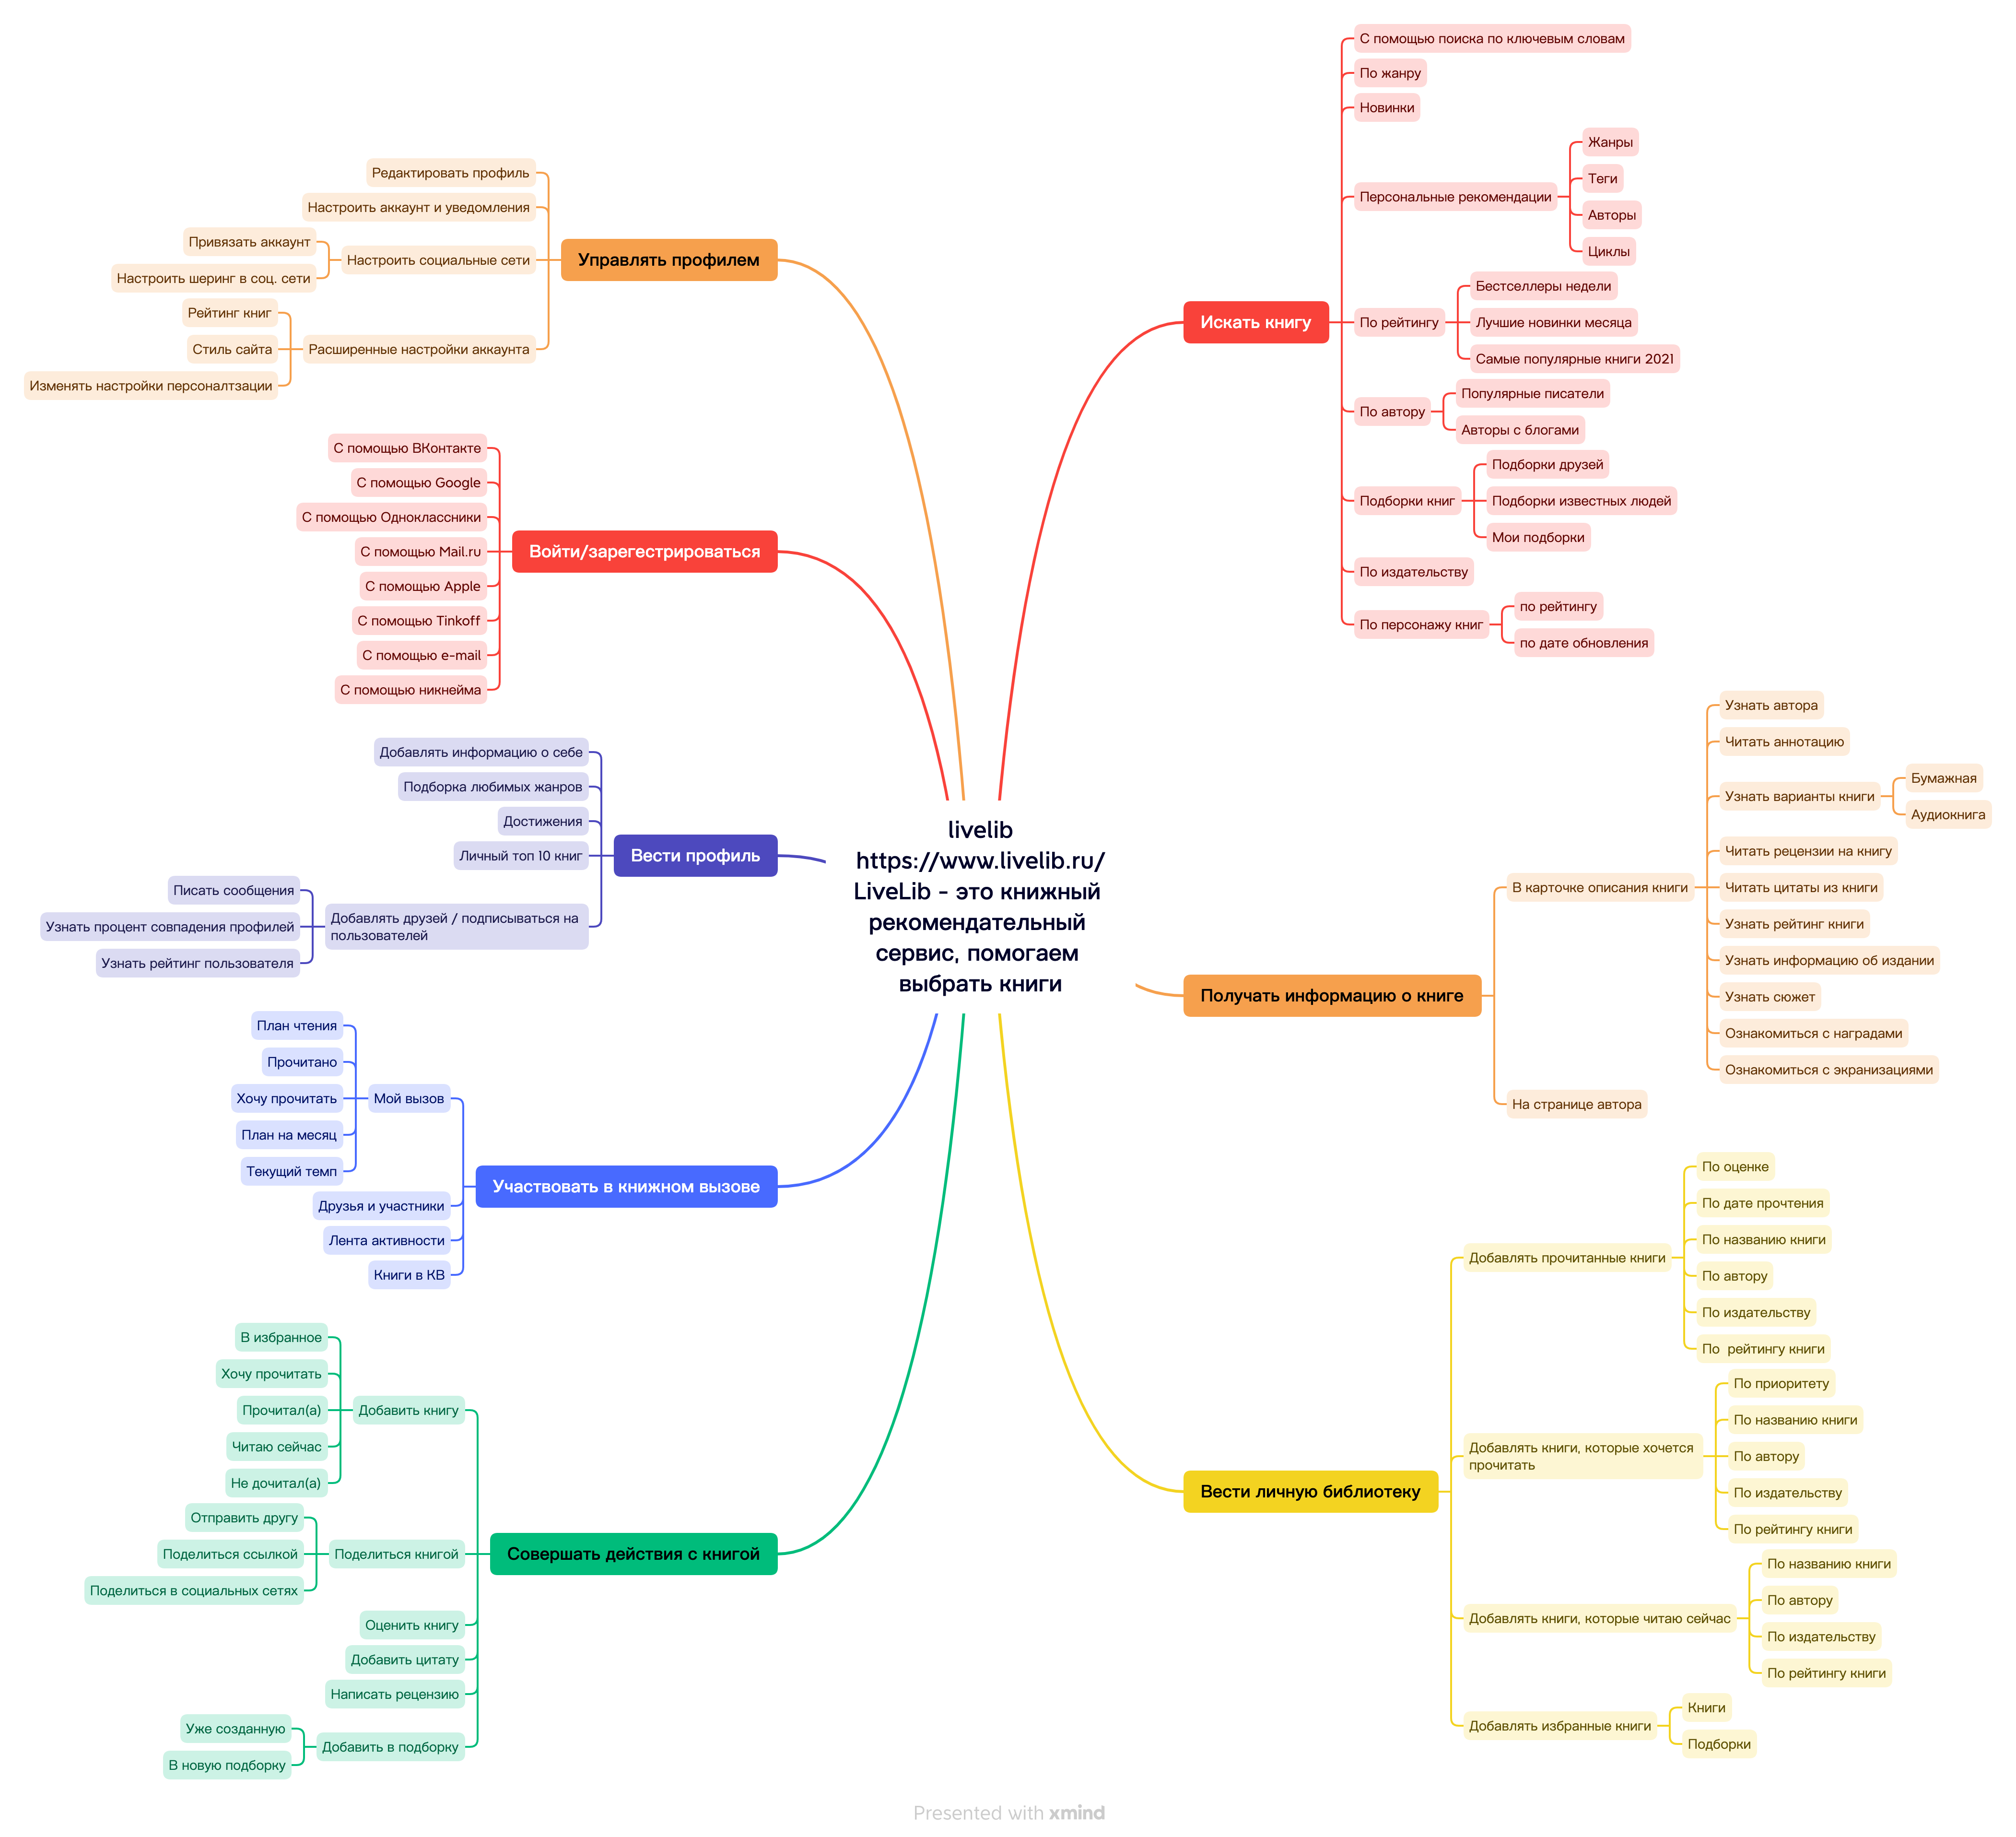 livelib
https://www.livelib.ru/
LiveLib - это книжный
рекомендательный
сервис, помогаем
выбрать книги
Искать книгу
С помощью поиска по ключевым словам
По жанру
Новинки
Персональные рекомендации
Жанры
Теги
Авторы
Циклы
По рейтингу
Бестселлеры недели
Лучшие новинки месяца
Самые популярные книги 2021
По автору
Популярные писатели
Авторы с блогами
Подборки книг
Подборки друзей
Подборки известных людей
Мои подборки
По издательству
По персонажу книг
по рейтингу
по дате обновления
Получать информацию о книге
В карточке описания книги
Узнать автора
Читать аннотацию
Узнать варианты книги
Бумажная
Аудиокнига
Читать рецензии на книгу
Читать цитаты из книги
Узнать рейтинг книги
Узнать информацию об издании
Узнать сюжет
Ознакомиться с наградами
Ознакомиться с экранизациями
На странице автора
Вести личную библиотеку
Добавлять прочитанные книги
По оценке
По дате прочтения
По названию книги
По автору
По издательству
По  рейтингу книги
Добавлять книги, которые хочется
прочитать
По приоритету
По названию книги
По автору
По издательству
По рейтингу книги
Добавлять книги, которые читаю сейчас
По названию книги
По автору
По издательству
По рейтингу книги
Добавлять избранные книги
Книги
Подборки
Управлять профилем
Редактировать профиль
Настроить аккаунт и уведомления
Настроить социальные сети
Привязать аккаунт
Настроить шеринг в соц. сети
Расширенные настройки аккаунта
Рейтинг книг
Стиль сайта
Изменять настройки персоналтзации
Войти/зарегестрироваться
С помощью ВКонтакте
С помощью Google
С помощью Одноклассники
С помощью Mail.ru
С помощью Apple
С помощью Tinkoff
С помощью e-mail
С помощью никнейма
Вести профиль
Добавлять информацию о себе
Подборка любимых жанров
Достижения
Личный топ 10 книг
Добавлять друзей / подписываться на
пользователей
Писать сообщения
Узнать процент совпадения профилей
Узнать рейтинг пользователя
Участвовать в книжном вызове
Мой вызов
План чтения
Прочитано
Хочу прочитать
План на месяц
Текущий темп
Друзья и участники
Лента активности
Книги в КВ
Совершать действия с книгой
Добавить книгу
В избранное
Хочу прочитать
Прочитал(а)
Читаю сейчас
Не дочитал(а)
Поделиться книгой
Отправить другу
Поделиться ссылкой
Поделиться в социальных сетях
Оценить книгу
Добавить цитату
Написать рецензию
Добавить в подборку
Уже созданную
В новую подборку
Presented with xmind